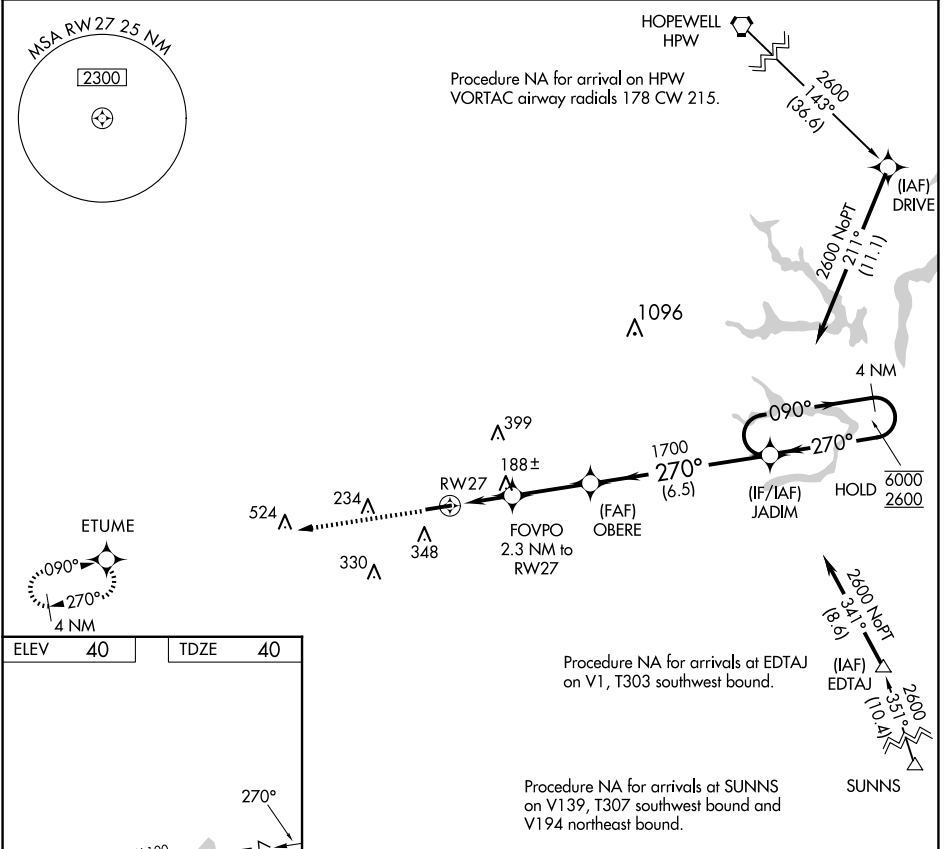 MSA RW27 25 NM
2300
HOPEWELL
HPW
Procedure NA for arrival on HPW
VORTAC airway radials 178 CW 215.
2600
143°
(36.6)
(IAF)
DRIVE
2600 NoPT
211°
(11.1)
1096
4 NM
090°
270°
HOLD
6000
2600
(IF/IAF)
JADIM
1700
270°
(6.5)
(FAF)
OBERE
399
188±
FOVPO
2.3 NM to
RW27
RW27
234
524
348
330
ETUME
090°
270°
4 NM
2600 NoPT
341°
(8.6)
(IAF)
EDTAJ
Procedure NA for arrivals at EDTAJ
on V1, T303 southwest bound.
2600
351°
(10.4)
SUNNS
Procedure NA for arrivals at SUNNS
on V139, T307 southwest bound and
V194 northeast bound.
ELEV 40
TDZE 40
270°